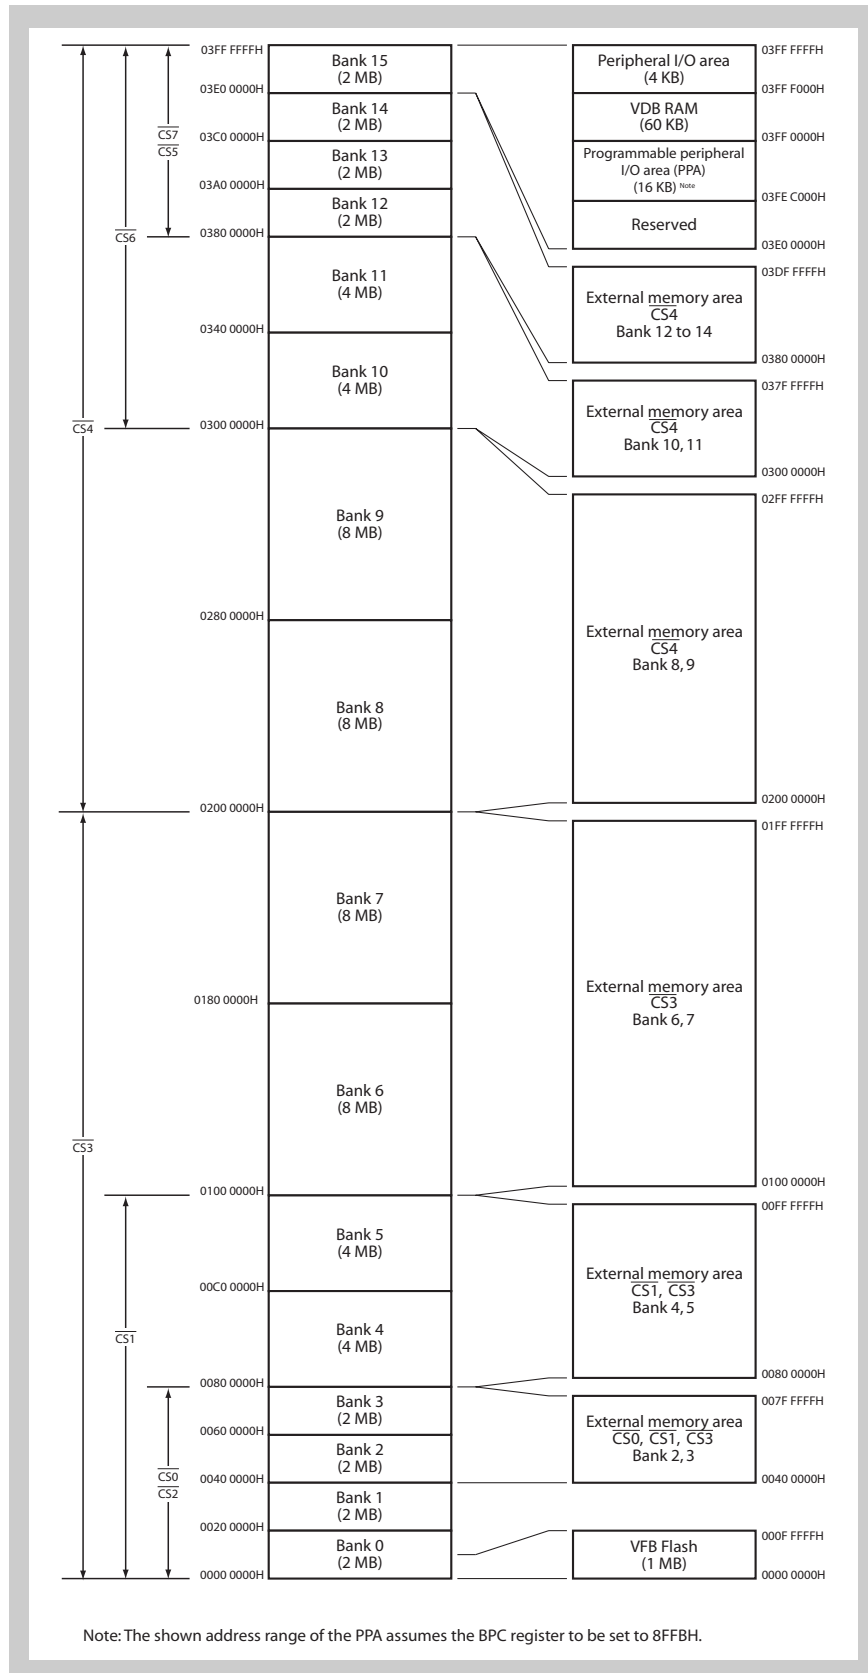 03FF FFFFH
Bank 15
(2 MB)
03E0 0000H
Bank 14
(2 MB)
03C0 0000H
Bank 13
(2 MB)
03A0 0000H
Bank 12
(2 MB)
0380 0000H
Bank 11
(4 MB)
0340 0000H
Bank 10
(4 MB)
0300 0000H
Bank 9
(8 MB)
0280 0000H
Bank 8
(8 MB)
0200 0000H
Bank 7
(8 MB)
0180 0000H
Bank 6
(8 MB)
0100 0000H
Bank 5
(4 MB)
00C0 0000H
Bank 4
(4 MB)
0080 0000H
Bank 3
(2 MB)
0060 0000H
Bank 2
(2 MB)
0040 0000H
Bank 1
(2 MB)
0020 0000H
Bank 0
(2 MB)
0000 0000H
CS7
CS5
CS6
CS4
CS3
CS1
CS0
CS2
03FF FFFFH
Peripheral I/O area
(4 KB)
03FF F000H
VDB RAM
(60 KB)
03FF 0000H
Programmable peripheral
I/O area (PPA)
(16 KB) Note
03FE C000H
Reserved
03E0 0000H
03DF FFFFH
External memory area
CS4
Bank 12 to 14
0380 0000H
037F FFFFH
External memory area
CS4
Bank 10, 11
0300 0000H
02FF FFFFH
External memory area
CS4
Bank 8, 9
0200 0000H
01FF FFFFH
External memory area
CS3
Bank 6, 7
0100 0000H
00FF FFFFH
External memory area
CS1, CS3
Bank 4, 5
0080 0000H
007F FFFFH
External memory area
CS0, CS1, CS3
Bank 2, 3
0040 0000H
000F FFFFH
VFB Flash
(1 MB)
0000 0000H
Note: The shown address range of the PPA assumes the BPC register to be set to 8FFBH.